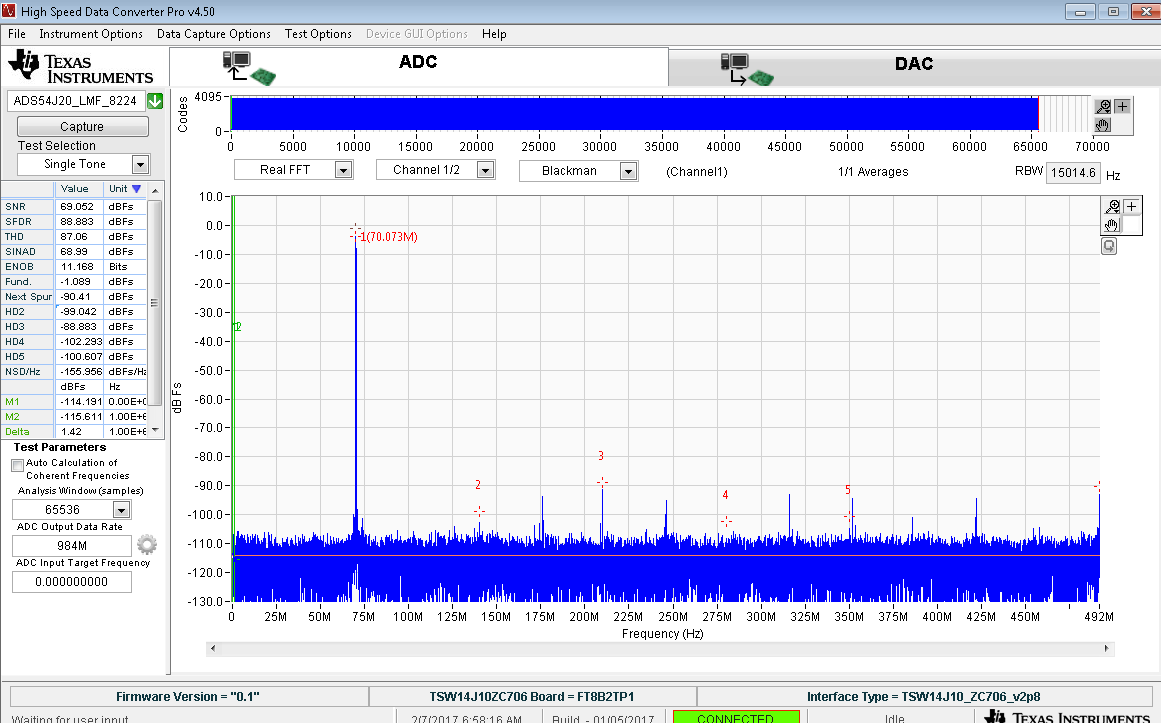 High Speed Data Converter Pro v4.50
File Instrument Options Data Capture Options Test Options Device GUI Options Help
TEXAS INSTRUMENTS
ADC
DAC
ADS54J20_LMF_8224
Capture
Test Selection
Single Tone
Codes
4095
0
0 5000 10000 15000 20000 25000 30000 35000 40000 45000 50000 55000 60000 65000 70000
Real FFT Channel 1/2 Blackman (Channel1) 1/1 Averages RBW 15014.6 Hz
Value Unit
SNR 69.052 dBFs
SFDR 88.883 dBFs
THD 87.06 dBFs
SINAD 68.99 dBFs
ENOB 11.168 Bits
Fund. -1.089 dBFs
Next Spur -90.41 dBFs
HD2 -99.042 dBFs
HD3 -88.883 dBFs
HD4 -102.293 dBFs
HD5 -100.607 dBFs
NSD/Hz -155.956 dBFs/Hz
dBFs Hz
M1 -114.191 0.00E+0
M2 -115.611 1.00E+6
Delta 1.42 1.00E+6
Test Parameters
Auto Calculation of
Coherent Frequencies
Analysis Window (samples)
65536
ADC Output Data Rate
984M
ADC Input Target Frequency
0.000000000
dBFs
10.0
0.0
-10.0
-20.0
-30.0
-40.0
-50.0
-60.0
-70.0
-80.0
-90.0
-100.0
-110.0
-120.0
-130.0
1(70.073M)
2
3
4
5
0 25M 50M 75M 100M 125M 150M 175M 200M 225M 250M 275M 300M 325M 350M 375M 400M 425M 450M 492M
Frequency (Hz)
Firmware Version = "0.1" TSW14J10ZC706 Board = FT8B2TP1 Interface Type = TSW14J10_ZC706_v2p8
Waiting for user input 2/7/2017 6:58:16 AM Build - 01/05/2017 CONNECTED Idle TEXAS INSTRUMENTS